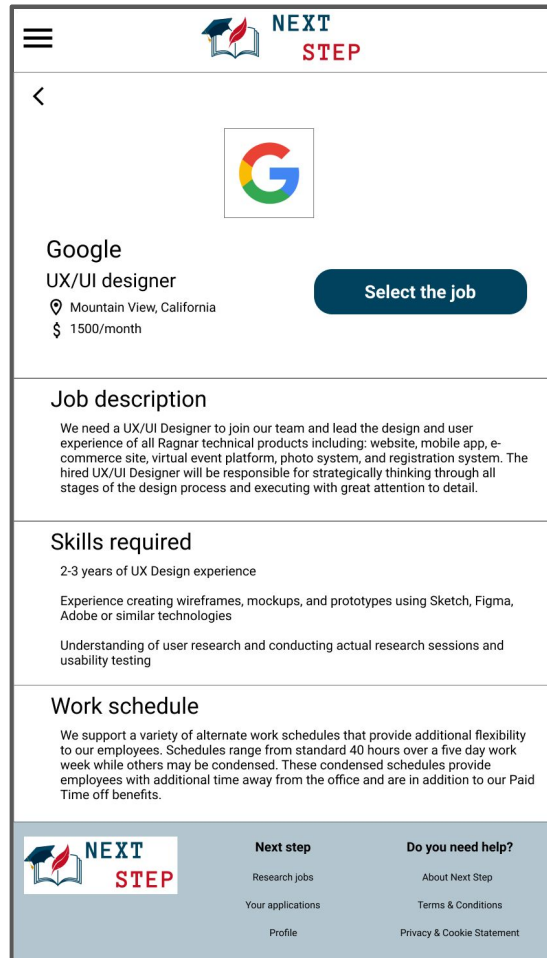 NEXT
STEP
Google
UX/UI designer
Select the job
Mountain View, California
$ 1500/month
Job description
We need a UX/UI Designer to join our team and lead the design and user
experience of all Ragnar technical products including: website, mobile app, e-
commerce site, virtual event platform, photo system, and registration system. The
hired UX/UI Designer will be responsible for strategically thinking through all
stages of the design process and executing with great attention to detail.
Skills required
2-3 years of UX Design experience
Experience creating wireframes, mockups, and prototypes using Sketch, Figma,
Adobe or similar technologies
Understanding of user research and conducting actual research sessions and
usability testing
Work schedule
We support a variety of alternate work schedules that provide additional flexibility
to our employees. Schedules range from standard 40 hours over a five day work
week while others may be condensed. These condensed schedules provide
employees with additional time away from the office and are in addition to our Paid
Time off benefits.
NEXT
STEP
Next step
Research jobs
Your applications
Profile
Do you need help?
About Next Step
Terms & Conditions
Privacy & Cookie Statement